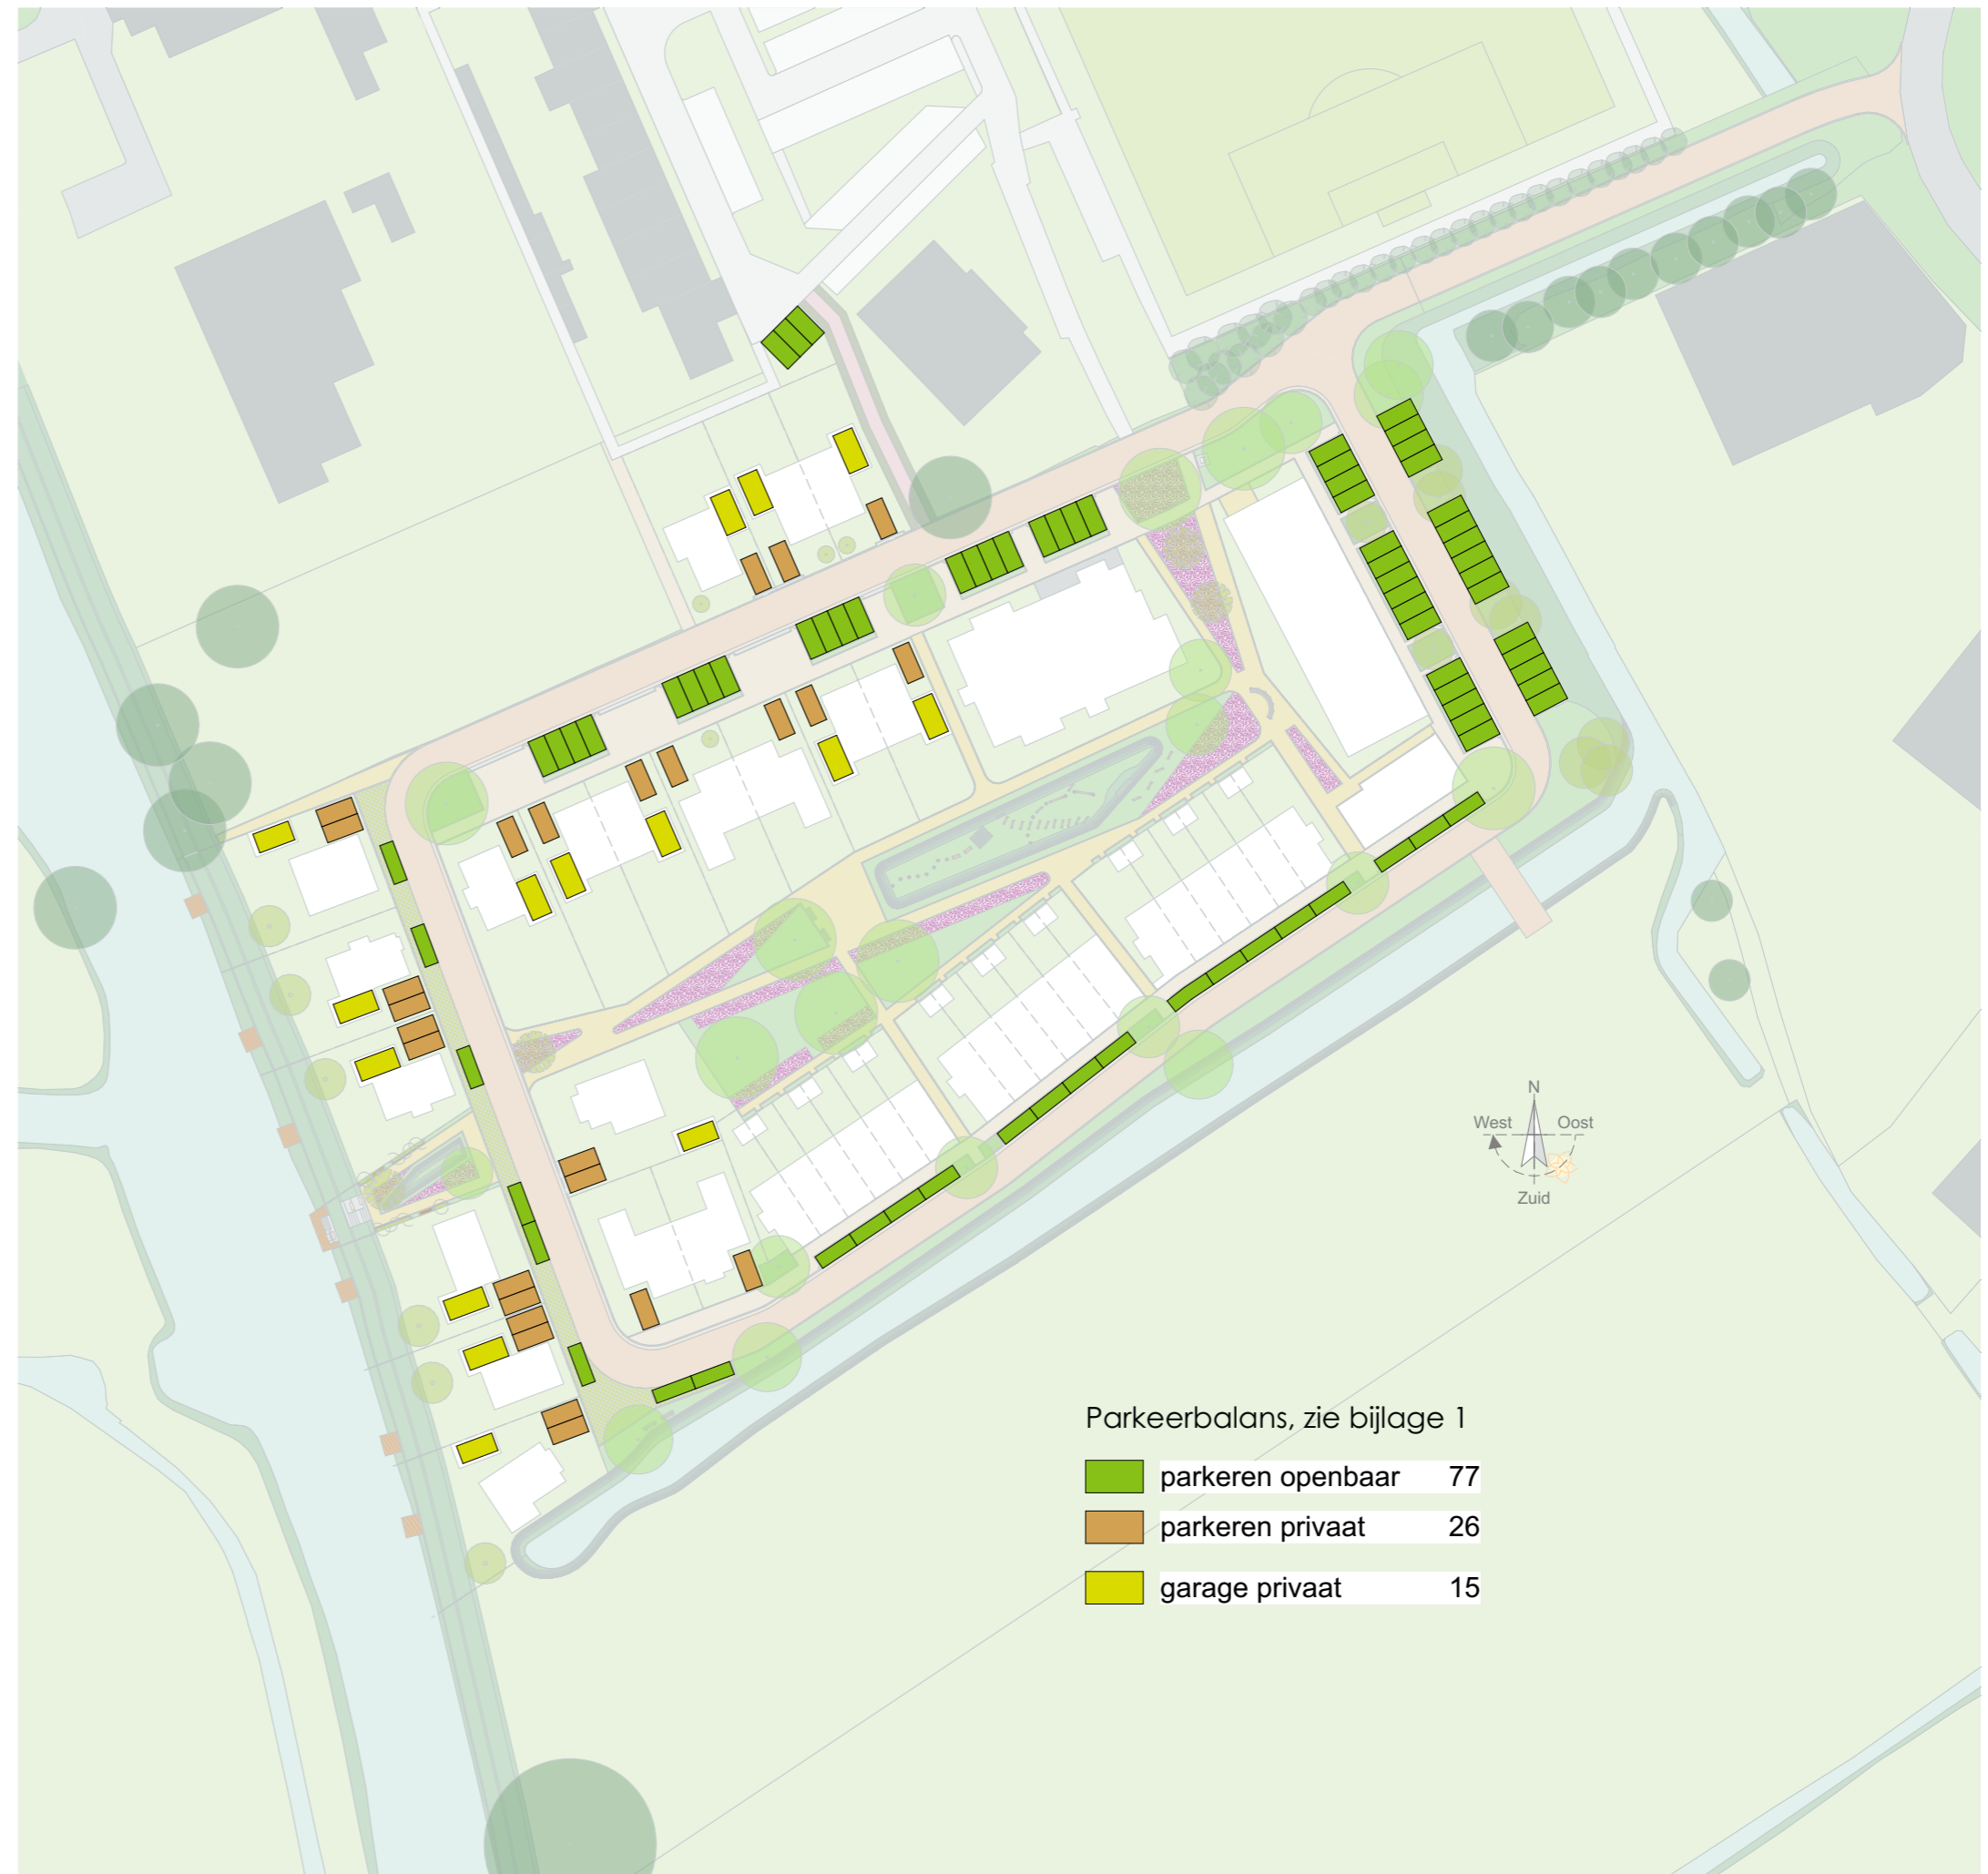 N
West Oost
Zuid
Parkeerbalans, zie bijlage 1
parkeren openbaar 77
parkeren privaat 26
garage privaat 15